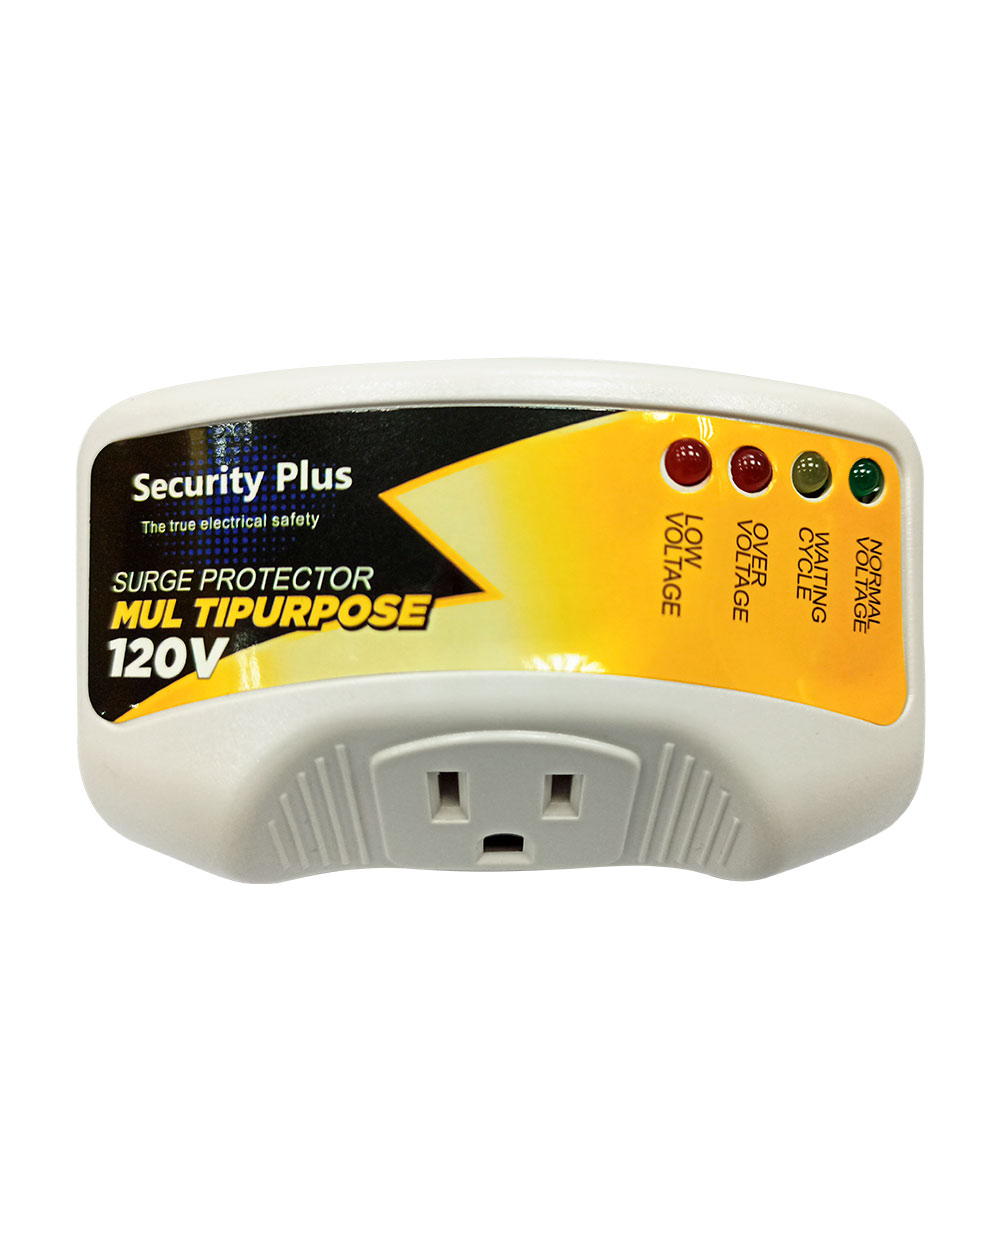 Security Plus
The true electrical safety
SURGE PROTECTOR
MUL TIPURPOSE
120V
LOW
VOLTAGE
OVER
VOLTAGE
WAITING
CYCLE
NORMAL
VOLTAGE